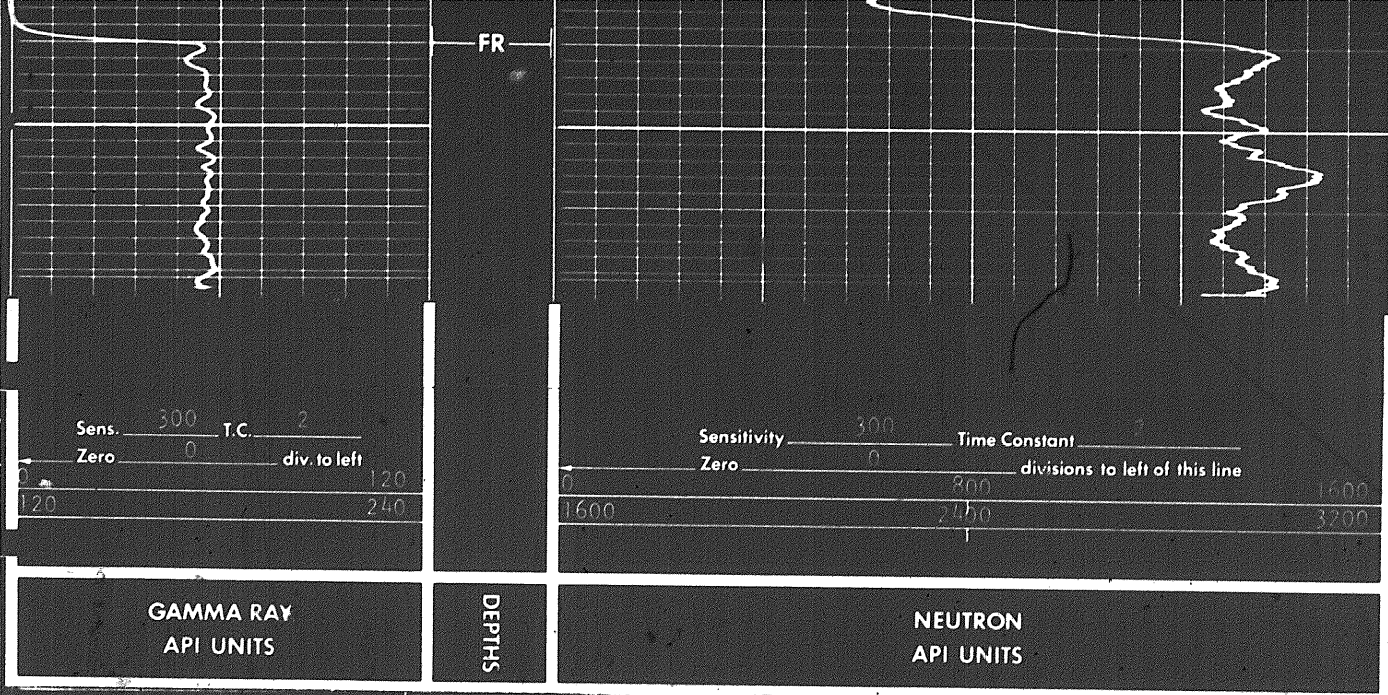 FR
Sens. 300 T.C. 2
Zero 0 div. to left
0 120
120 240
Sensitivity 300 Time Constant
Zero 0 divisions to left of this line
0 800 1600
1600 2400 3200
GAMMA RAY
API UNITS
DEPTHS
NEUTRON
API UNITS